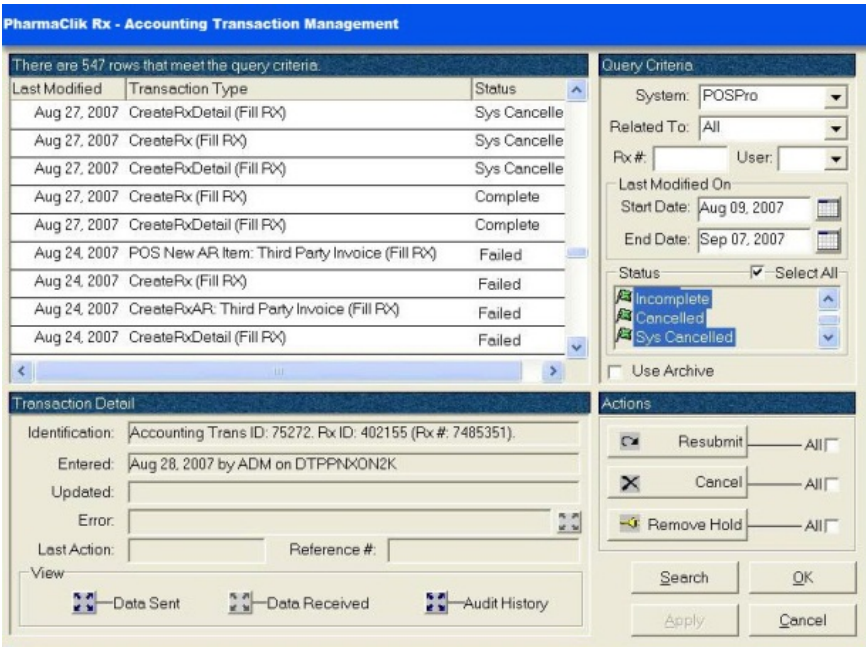 PharmaClik Rx - Accounting Transaction Management
There are 547 rows that meet the query criteria.
Last Modified Transaction Type Status
Aug 27, 2007 CreateRxDetail (Fill RX) Sys Cancelle
Aug 27, 2007 CreateRx (Fill RX) Sys Cancelle
Aug 27, 2007 CreateRxDetail (Fill RX) Sys Cancelle
Aug 27, 2007 CreateRx (Fill RX) Complete
Aug 27, 2007 CreateRxDetail (Fill RX) Complete
Aug 24, 2007 POS New AR Item: Third Party Invoice (Fill RX) Failed
Aug 24, 2007 CreateRx (Fill RX) Failed
Aug 24, 2007 CreateRxAR: Third Party Invoice (Fill RX) Failed
Aug 24, 2007 CreateRxDetail (Fill RX) Failed
Query Criteria
System: POSPro
Related To: All
Rx #: User:
Last Modified On
Start Date: Aug 09, 2007
End Date: Sep 07, 2007
Status Select All
Incomplete
Cancelled
Sys Cancelled
Use Archive
Transaction Detail
Identification: Accounting Trans ID: 75272. Rx ID: 402155 (Rx #: 7485351).
Entered: Aug 28, 2007 by ADM on DTPPNXON2K
Updated:
Error:
Last Action: Reference #:
View
Data Sent Data Received Audit History
Actions
Resubmit All
Cancel All
Remove Hold All
Search OK
Apply Cancel